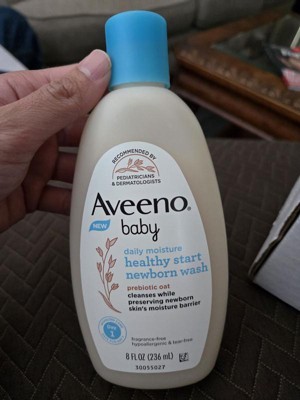 RECOMMENDED BY
PEDIATRICIANS
& DERMATOLOGISTS
Aveeno®
NEW
baby
daily moisture
healthy start
newborn wash
prebiotic oat
cleanses while
preserving newborn
skin's moisture barrier
1
fragrance-free
hypoallergenic & tear-free
8 FL OZ (236 mL)
30055027